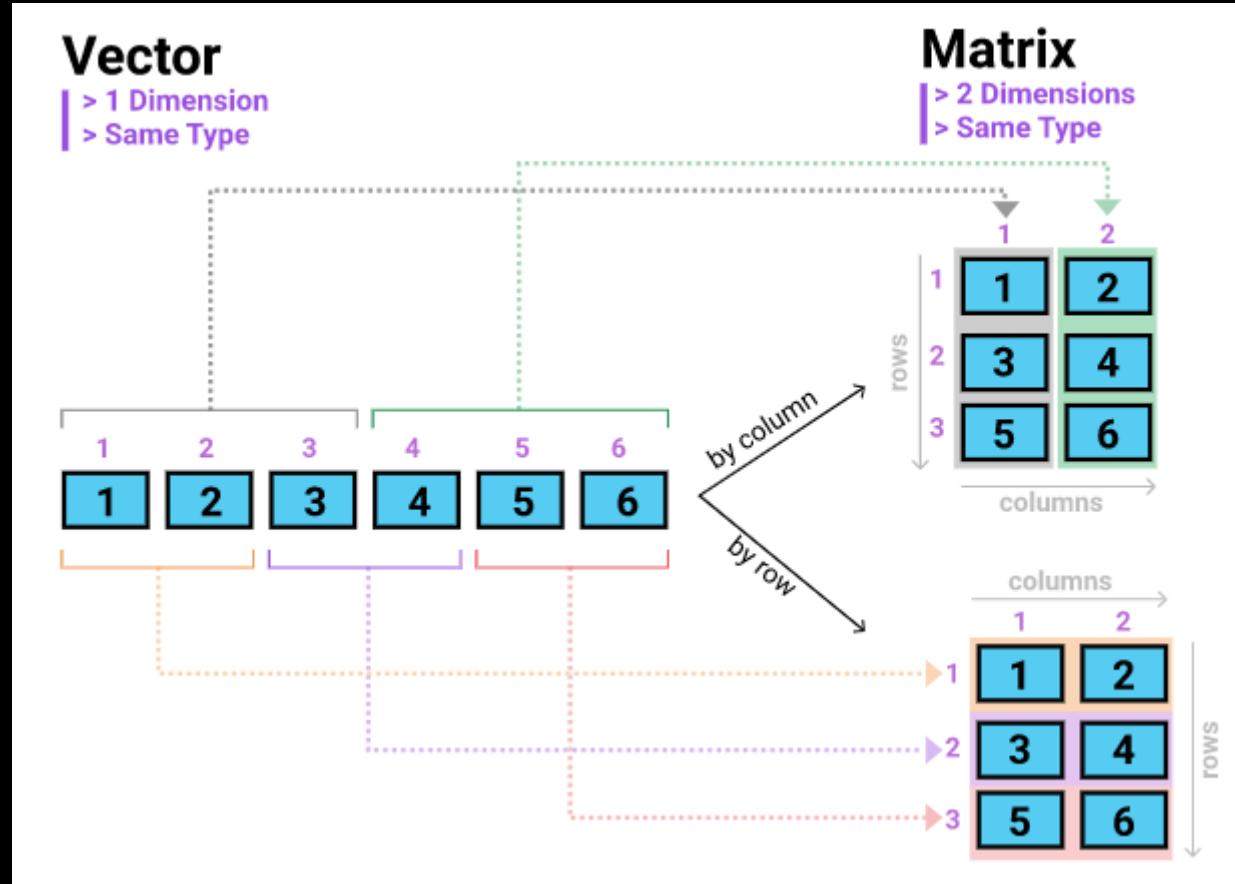 Vector
> 1 Dimension
> Same Type
Matrix
> 2 Dimensions
> Same Type
1 2
1 1 2
2 3 4
3 5 6
rows
columns
1 2 3 4 5 6
1 2 3 4 5 6
by column
by row
columns
1 2
1 1 2
2 3 4
3 5 6
rows